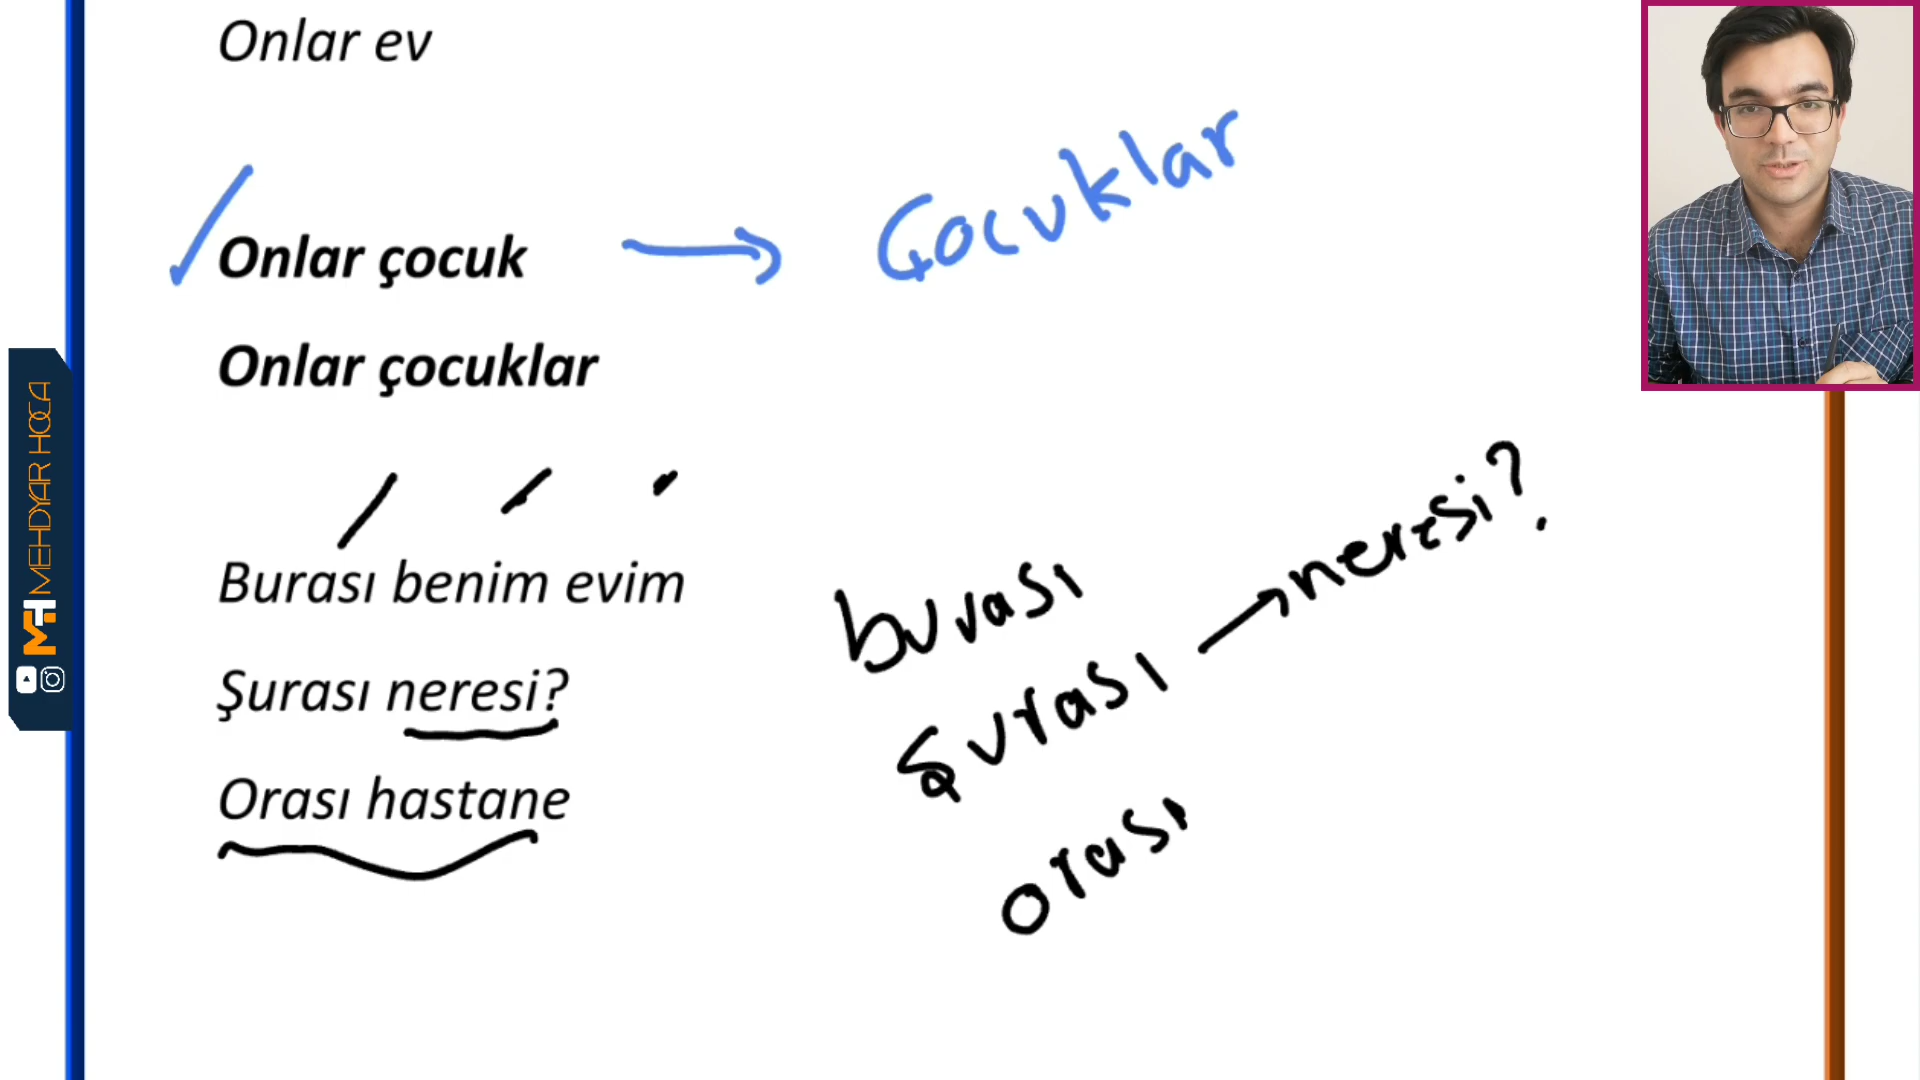 Onlar ev
Onlar çocuk → Çocuklar
Onlar çocuklar
Burası benim evim
Şurası neresi?
Orası hastane
burası
şurası → neresi?
orası
MEHDYAR HOCA